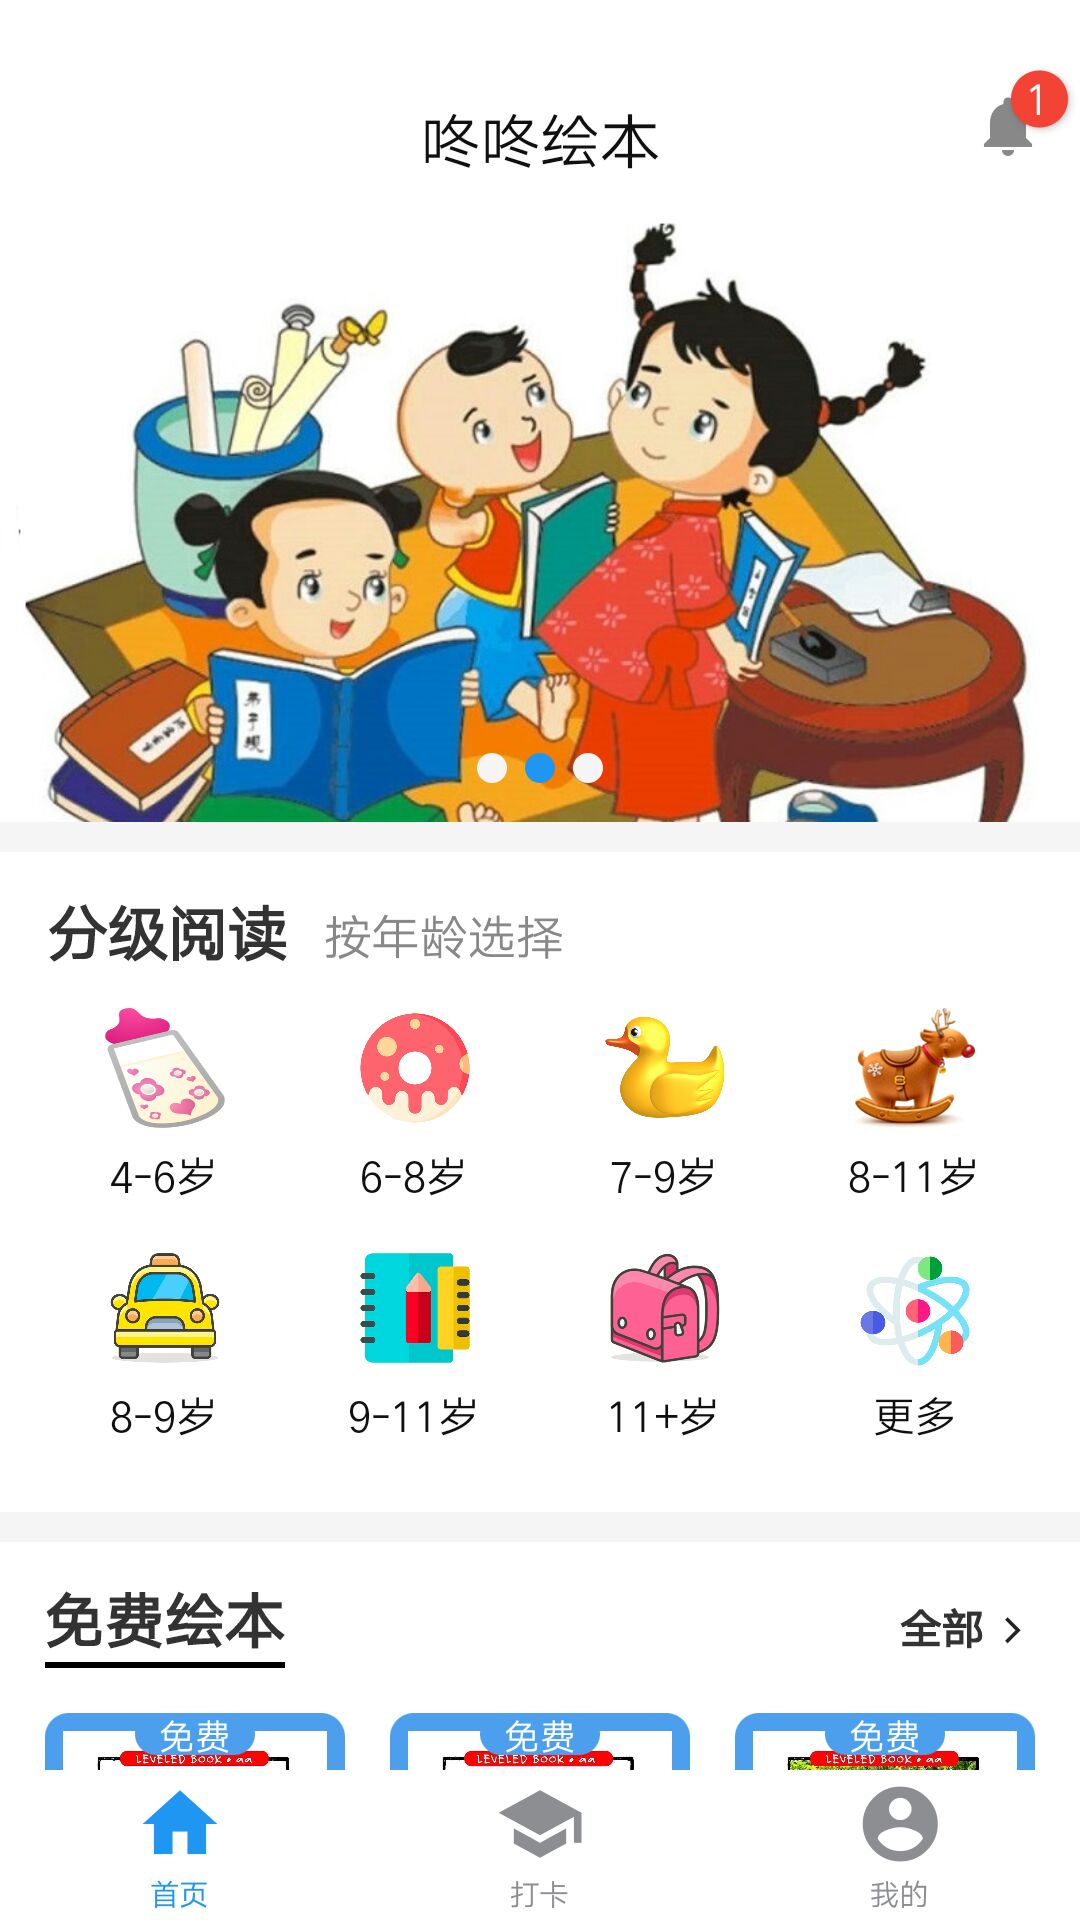 咚咚绘本
1
弟子规
分级阅读 按年龄选择
4-6岁 6-8岁 7-9岁 8-11岁
8-9岁 9-11岁 11+岁 更多
免费绘本 全部
免费 免费 免费
LEVELED BOOK • aa LEVELED BOOK • aa LEVELED BOOK • aa
首页 打卡 我的